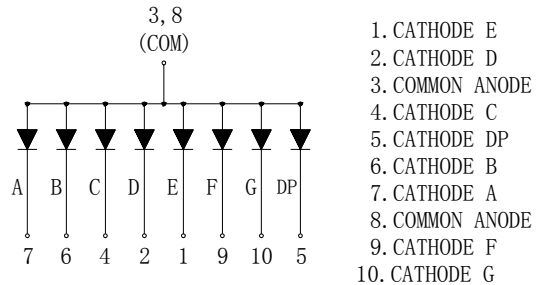 3,8
(COM)
A B C D E F G DP
7 6 4 2 1 9 10 5
1. CATHODE E
2. CATHODE D
3. COMMON ANODE
4. CATHODE C
5. CATHODE DP
6. CATHODE B
7. CATHODE A
8. COMMON ANODE
9. CATHODE F
10. CATHODE G